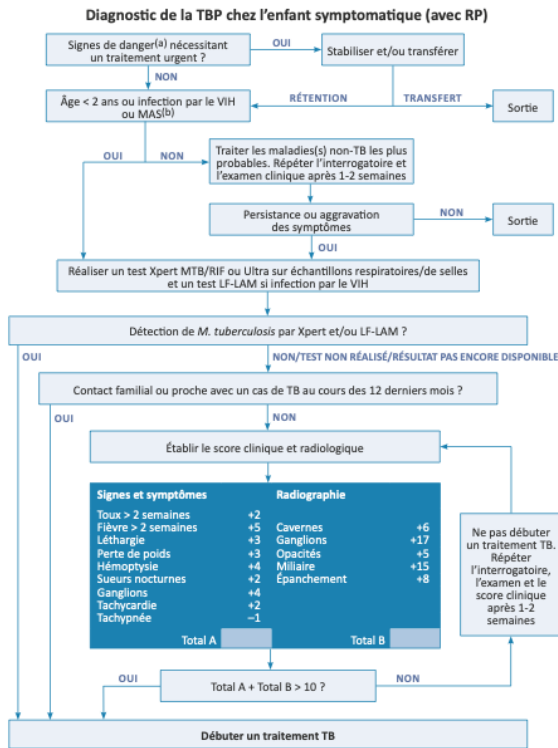 Diagnostic de la TBP chez l'enfant symptomatique (avec RP)
Signes de danger(a) nécessitant
un traitement urgent ?
OUI
Stabiliser et/ou transférer
NON
Âge < 2 ans ou infection par le VIH
ou MAS(b)
RÉTENTION
TRANSFERT
Sortie
OUI
NON
Traiter les maladies(s) non-TB les plus
probables. Répéter l'interrogatoire et
l'examen clinique après 1-2 semaines
Persistance ou aggravation
des symptômes
NON
Sortie
OUI
Réaliser un test Xpert MTB/RIF ou Ultra sur échantillons respiratoires/de selles
et un test LF-LAM si infection par le VIH
Détection de M. tuberculosis par Xpert et/ou LF-LAM ?
OUI
NON/TEST NON RÉALISÉ/RÉSULTAT PAS ENCORE DISPONIBLE
Contact familial ou proche avec un cas de TB au cours des 12 derniers mois ?
OUI
NON
Établir le score clinique et radiologique
Signes et symptômes
Toux > 2 semaines +2
Fièvre > 2 semaines +5
Léthargie +3
Perte de poids +3
Hémoptysie +4
Sueurs nocturnes +2
Ganglions +4
Tachycardie +2
Tachypnée –1
Total A
Radiographie
Cavernes +6
Ganglions +17
Opacités +5
Miliaire +15
Épanchement +8
Total B
Ne pas débuter
un traitement TB.
Répéter
l'interrogatoire,
l'examen et le
score clinique
après 1-2
semaines
OUI
Total A + Total B > 10 ?
NON
Débuter un traitement TB